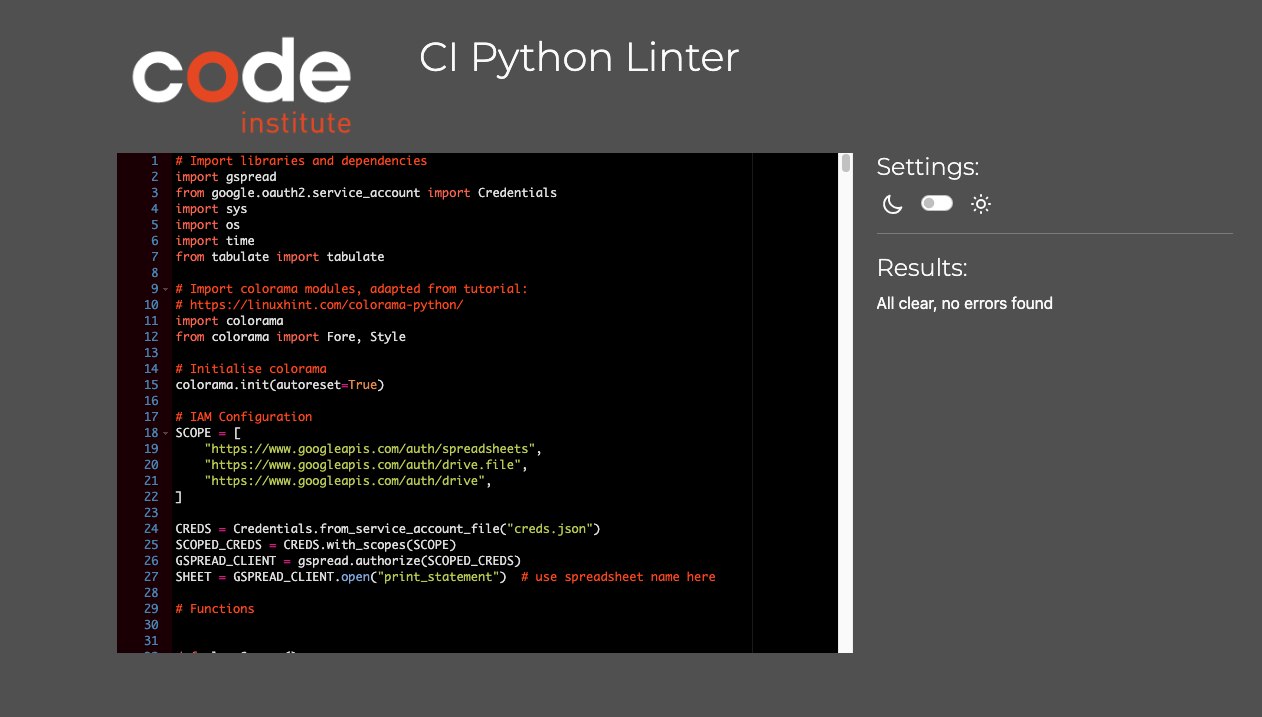 code
institute
CI Python Linter
1 # Import libraries and dependencies
2 import gspread
3 from google.oauth2.service_account import Credentials
4 import sys
5 import os
6 import time
7 from tabulate import tabulate
8
9 # Import colorama modules, adapted from tutorial:
10 # https://linuxhint.com/colorama-python/
11 import colorama
12 from colorama import Fore, Style
13
14 # Initialise colorama
15 colorama.init(autoreset=True)
16
17 # IAM Configuration
18 SCOPE = [
19     "https://www.googleapis.com/auth/spreadsheets",
20     "https://www.googleapis.com/auth/drive.file",
21     "https://www.googleapis.com/auth/drive",
22 ]
23
24 CREDS = Credentials.from_service_account_file("creds.json")
25 SCOPED_CREDS = CREDS.with_scopes(SCOPE)
26 GSPREAD_CLIENT = gspread.authorize(SCOPED_CREDS)
27 SHEET = GSPREAD_CLIENT.open("print_statement")  # use spreadsheet name here
28
29 # Functions
30
31
Settings:
Results:
All clear, no errors found